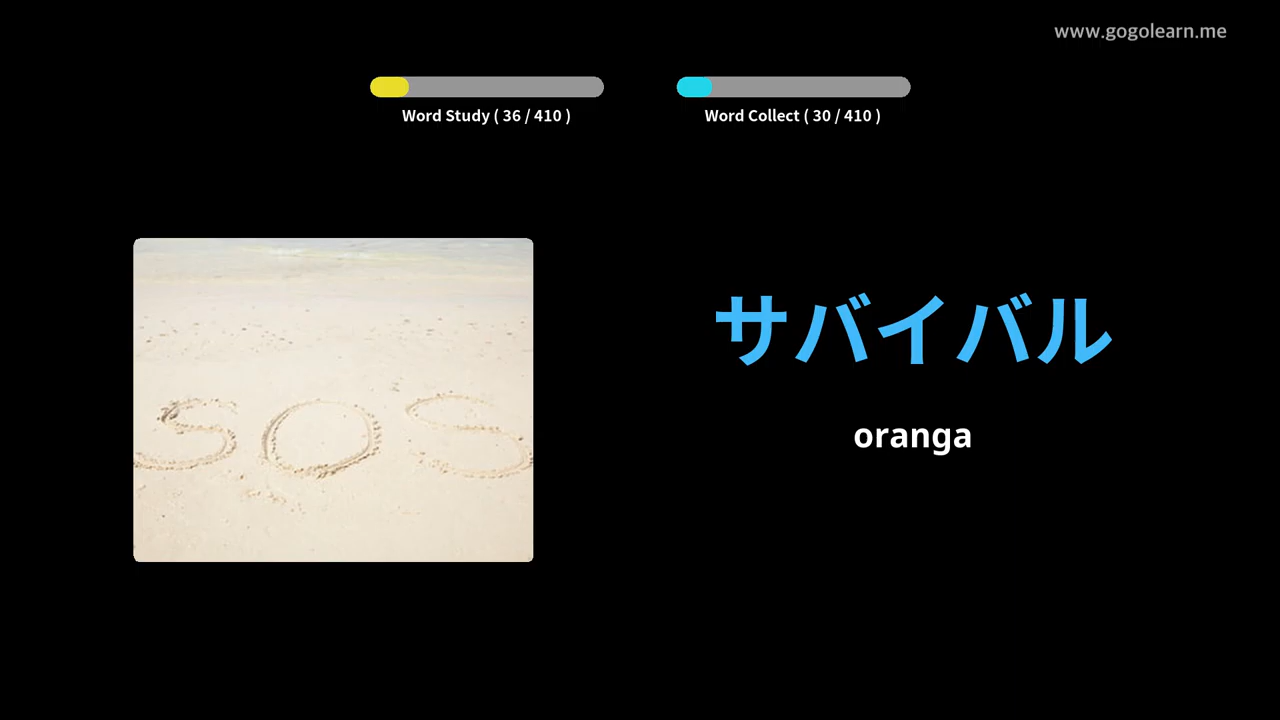 www.gogolearn.me
Word Study ( 36 / 410 )
Word Collect ( 30 / 410 )
サバイバル
oranga
SOS